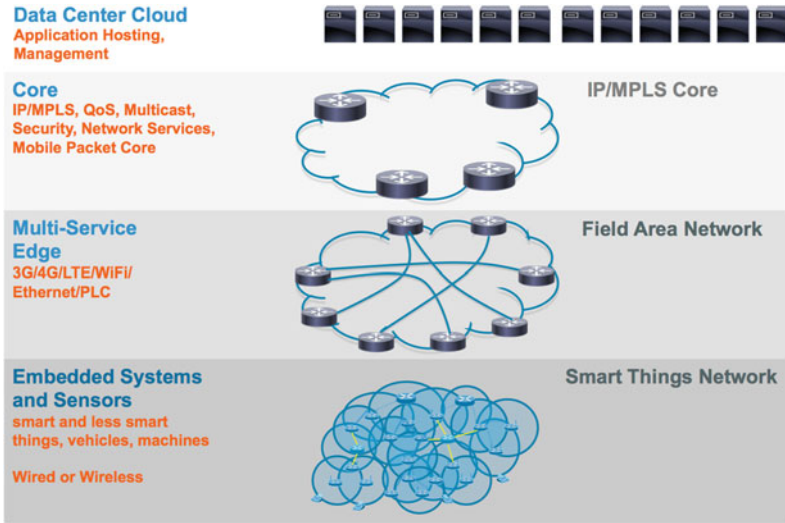 Data Center Cloud
Application Hosting,
Management
Core
IP/MPLS, QoS, Multicast,
Security, Network Services,
Mobile Packet Core
IP/MPLS Core
Multi-Service
Edge
3G/4G/LTE/WiFi/
Ethernet/PLC
Field Area Network
Embedded Systems
and Sensors
smart and less smart
things, vehicles, machines
Wired or Wireless
Smart Things Network